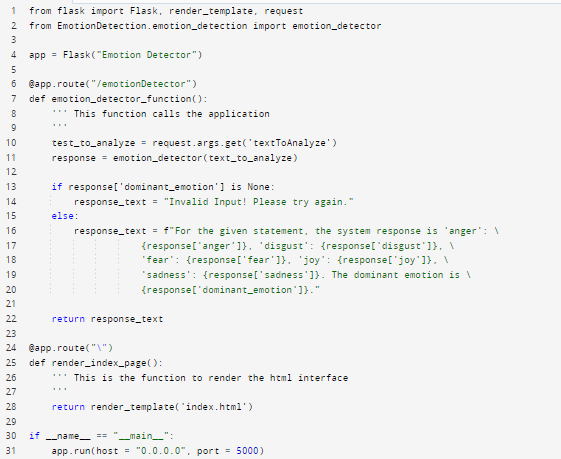 1 from flask import Flask, render_template, request
2 from EmotionDetection.emotion_detection import emotion_detector
3
4 app = Flask("Emotion Detector")
5
6 @app.route("/emotionDetector")
7 def emotion_detector_function():
8     ''' This function calls the application
9     '''
10     test_to_analyze = request.args.get('textToAnalyze')
11     response = emotion_detector(text_to_analyze)
12
13     if response['dominant_emotion'] is None:
14         response_text = "Invalid Input! Please try again."
15     else:
16         response_text = f"For the given statement, the system response is 'anger': \
17                     {response['anger']}, 'disgust': {response['disgust']}, \
18                     'fear': {response['fear']}, 'joy': {response['joy']}, \
19                     'sadness': {response['sadness']}. The dominant emotion is \
20                     {response['dominant_emotion']}."
21
22     return response_text
23
24 @app.route("\")
25 def render_index_page():
26     ''' This is the function to render the html interface
27     '''
28     return render_template('index.html')
29
30 if __name__ == "__main__":
31     app.run(host = "0.0.0.0", port = 5000)